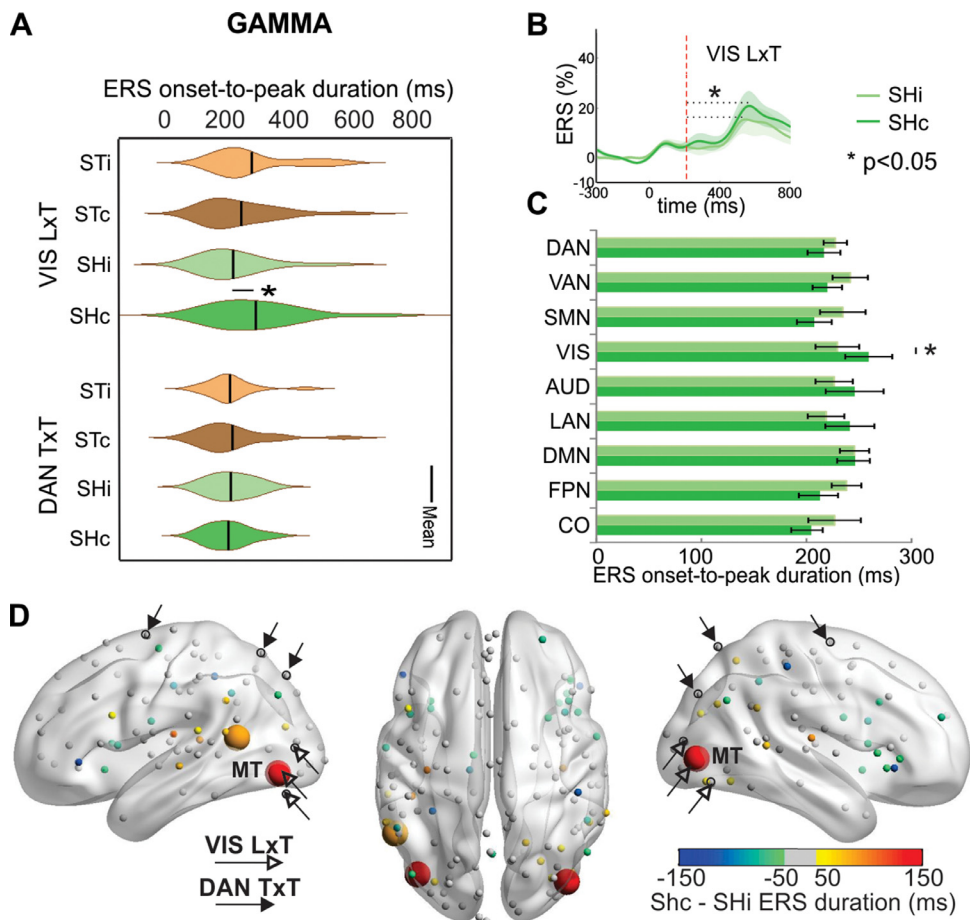 A
GAMMA
ERS onset-to-peak duration (ms)
0 200 400 600 800
VIS LxT
STi
STc
SHi
*
SHc
DAN TxT
STi
STc
SHi
SHc
Mean
B
VIS LxT
ERS (%)
40
20
0
-10
-300 0 400 800
time (ms)
*
SHi
SHc
* p<0.05
C
DAN
VAN
SMN
VIS
*
AUD
LAN
DMN
FPN
CO
0 100 200 300
ERS onset-to-peak duration (ms)
D
MT
MT
VIS LxT
DAN TxT
-150 -50 50 150
Shc - SHi ERS duration (ms)